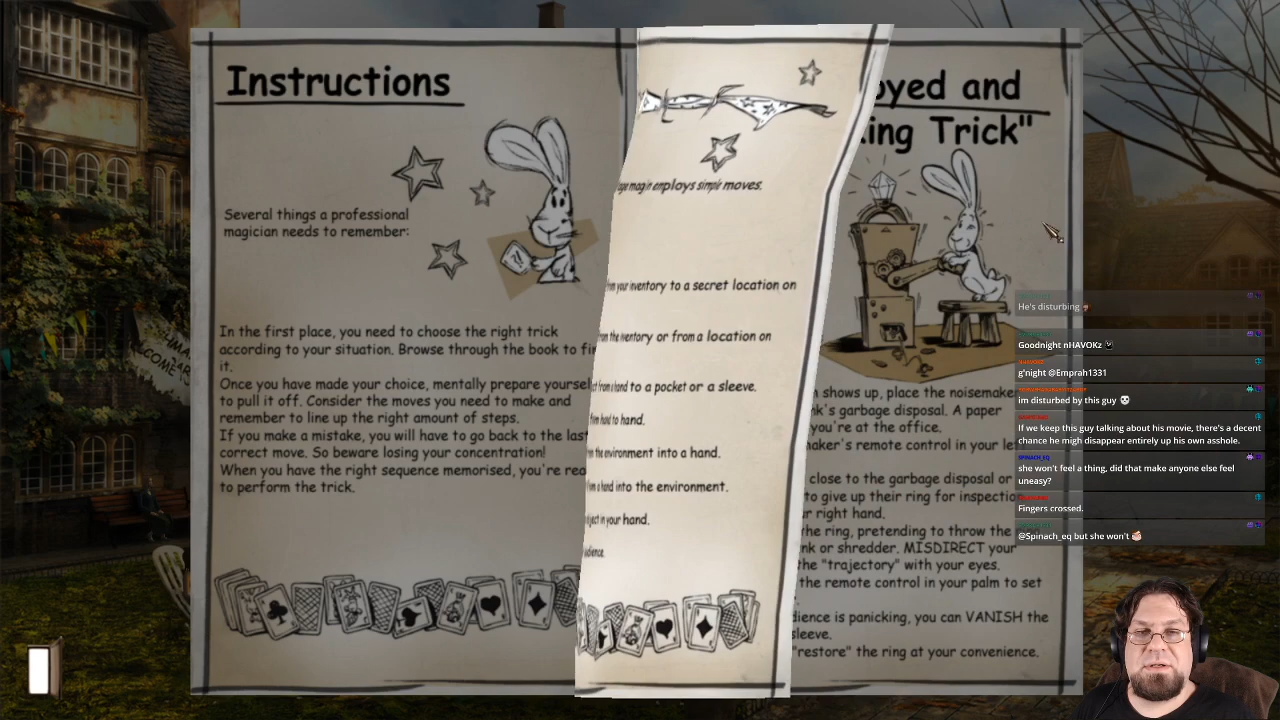 Instructions
Several things a professional
magician needs to remember:
In the first place, you need to choose the right trick
according to your situation. Browse through the book to fin
it.
Once you have made your choice, mentally prepare yoursel
to pull it off. Consider the moves you need to make and
remember to line up the right amount of steps.
If you make a mistake, you will have to go back to the last
correct move. So beware losing your concentration!
When you have the right sequence memorised, you're rea
to perform the trick.
employs simple moves.
from your inventory to a secret location on
from the inventory or from a location on
from a hand to a pocket or a sleeve.
from hand to hand.
from the environment into a hand.
from a hand into the environment.
object in your hand.
audience.
oyed and
ing Trick"
shows up, place the noisemake
nk's garbage disposal. A paper
you're at the office.
maker's remote control in your le
close to the garbage disposal or
to give up their ring for inspectio
ur right hand.
the ring, pretending to throw the
nk or shredder. MISDIRECT your
the "trajectory" with your eyes.
the remote control in your palm to set
dience is panicking, you can VANISH the
sleeve.
"restore" the ring at your convenience.
He's disturbing
Goodnight nHAVOKz
g'night @Emprah1331
im disturbed by this guy
If we keep this guy talking about his movie, there's a decent
chance he migh disappear entirely up his own asshole.
SPINACH_EQ
she won't feel a thing, did that make anyone else feel
uneasy?
Fingers crossed.
@Spinach_eq but she won't